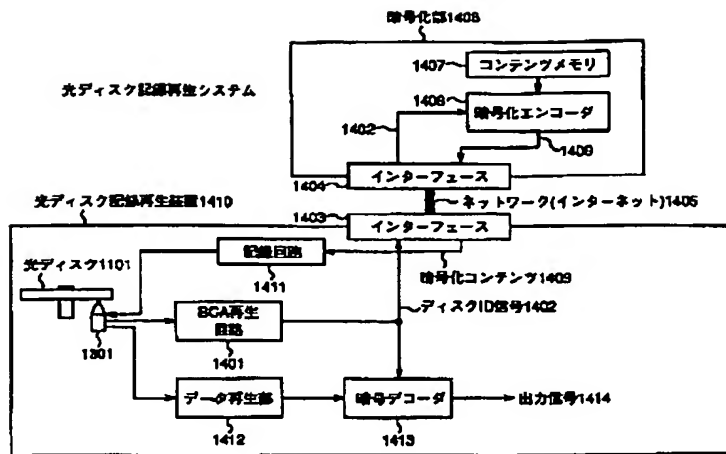 暗号化部1408
1407
コンテンツメモリ
光ディスク記録再生システム
1408
暗号化エンコーダ
1402
1409
インターフェース
1404
光ディスク記録再生装置1410
ネットワーク(インターネット)1405
1403
インターフェース
記録回路
光ディスク1101
暗号化コンテンツ1409
1411
ディスクID信号1402
BCA再生
回路
1301
1401
データ再生部
暗号デコーダ
出力信号1414
1412
1413